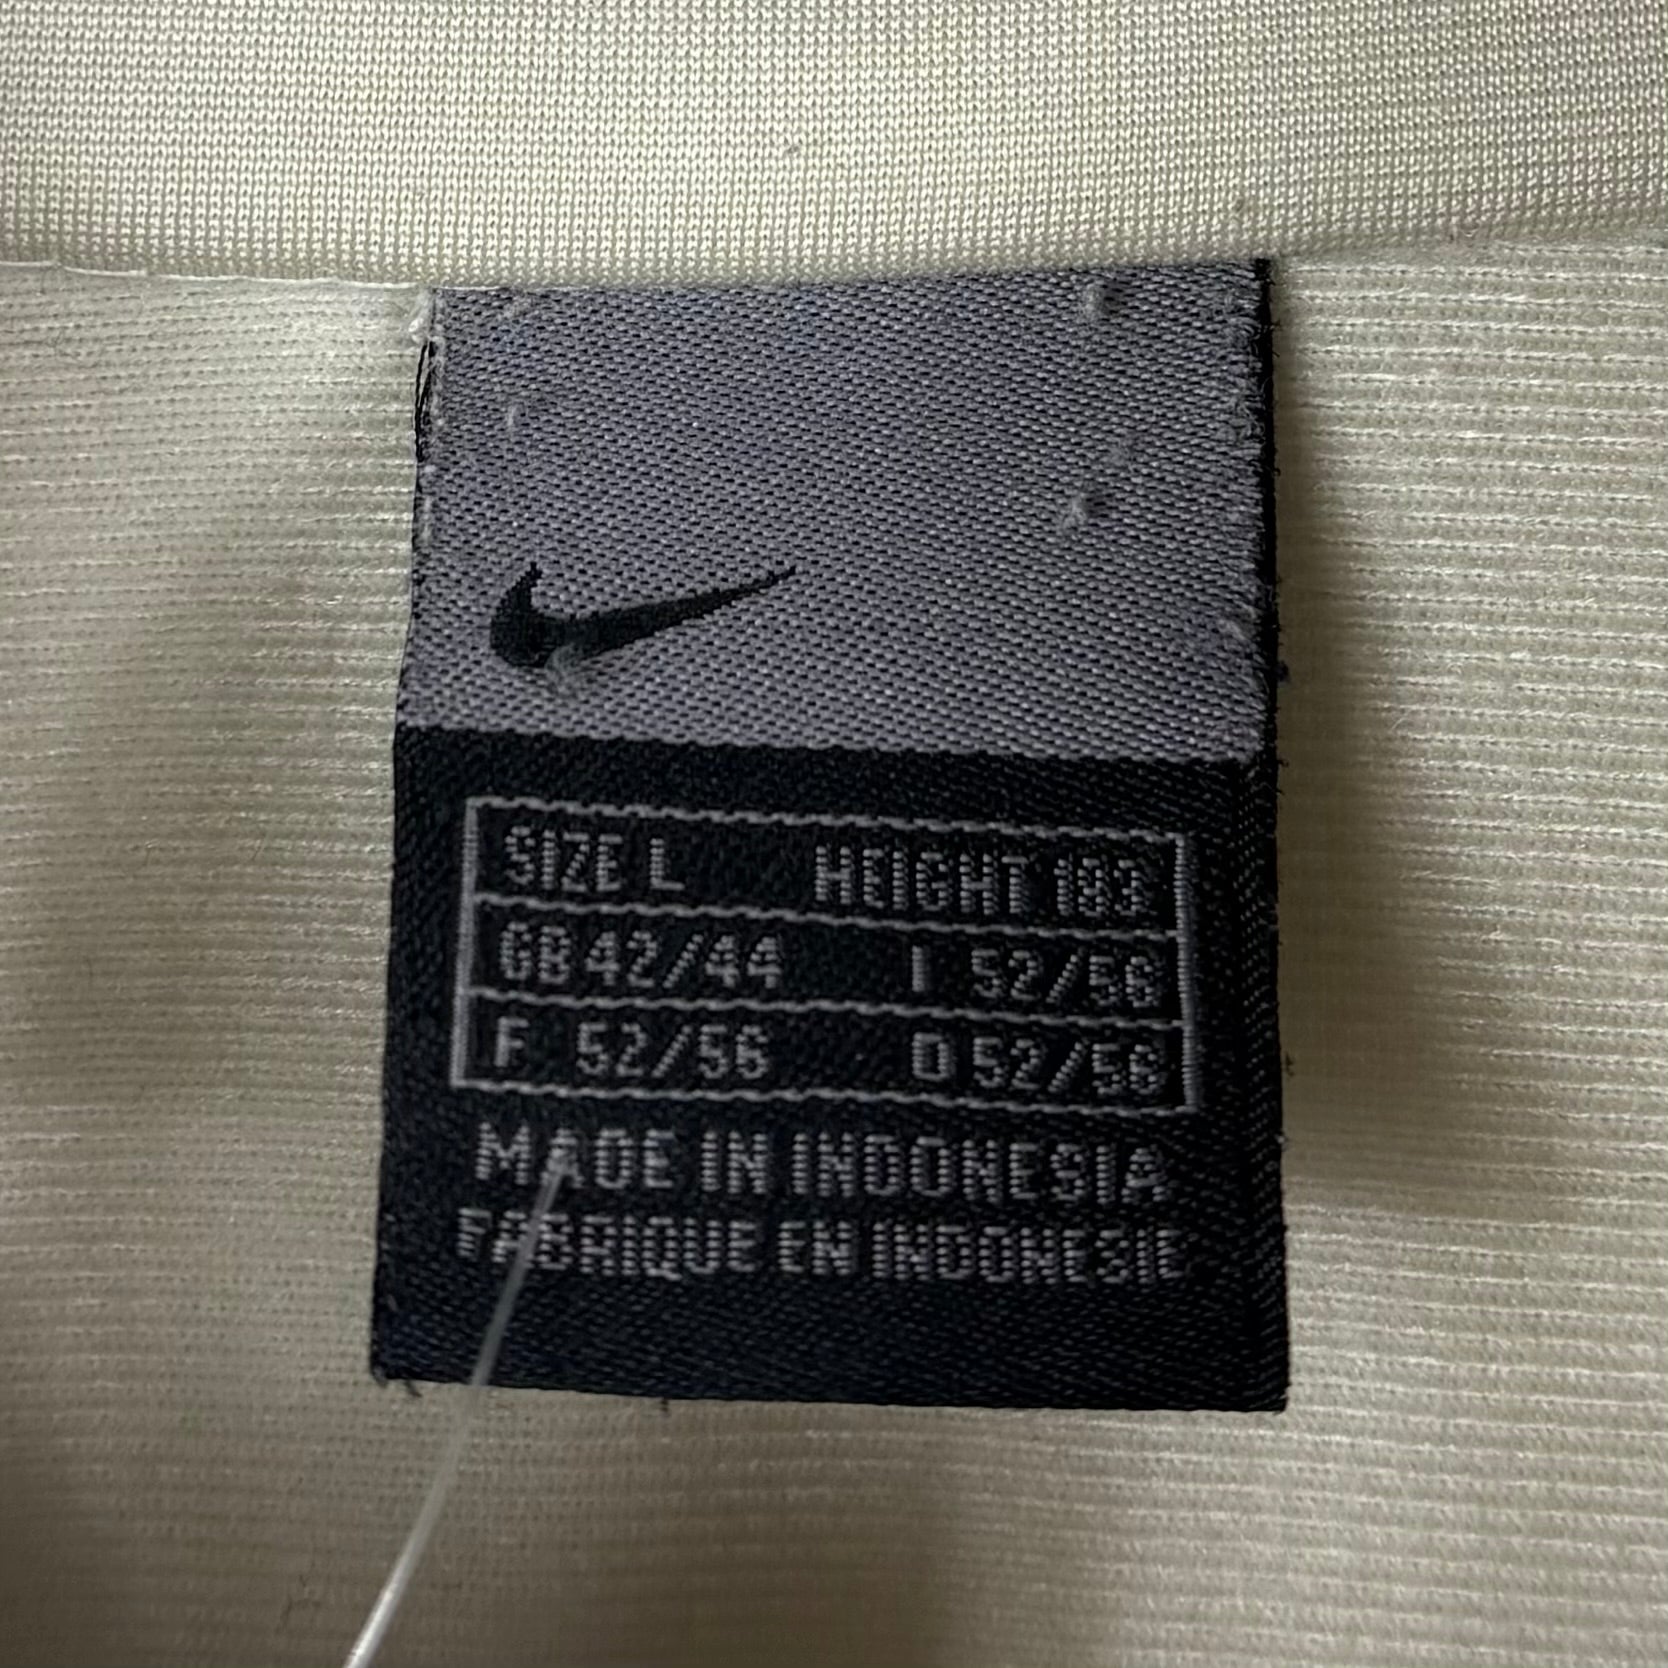 SIZE L HEIGHT 183
GB 42/44 I 52/56
F 52/56 D 52/56
MADE IN INDONESIA
FABRIQUE EN INDONESIE